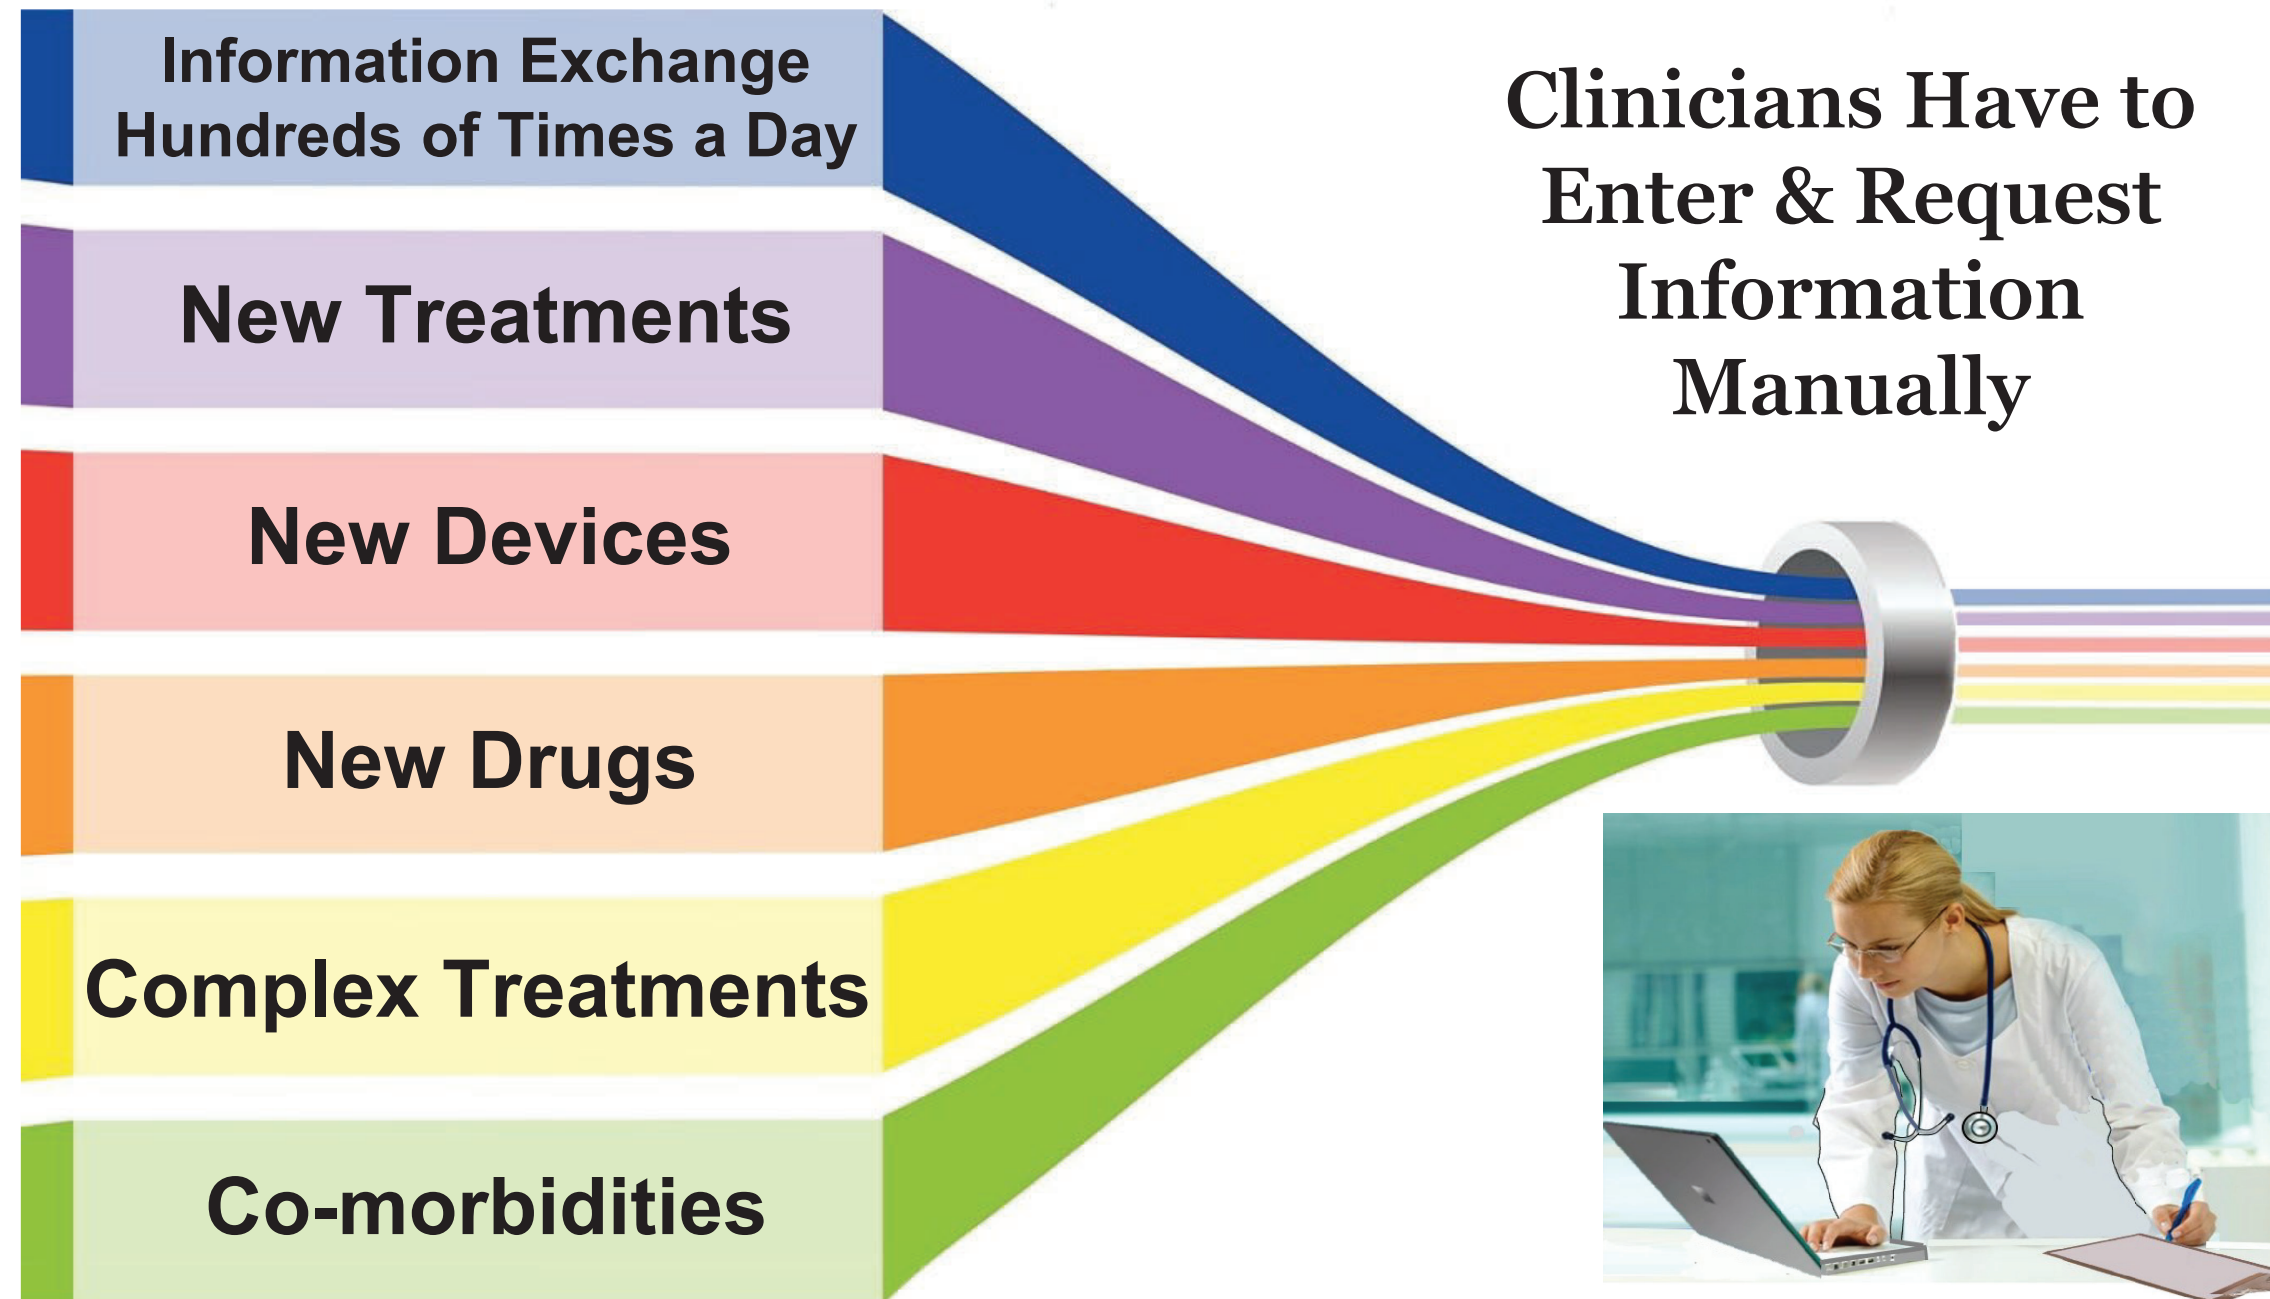 Information Exchange
Hundreds of Times a Day
New Treatments
New Devices
New Drugs
Complex Treatments
Co-morbidities
Clinicians Have to
Enter & Request
Information
Manually